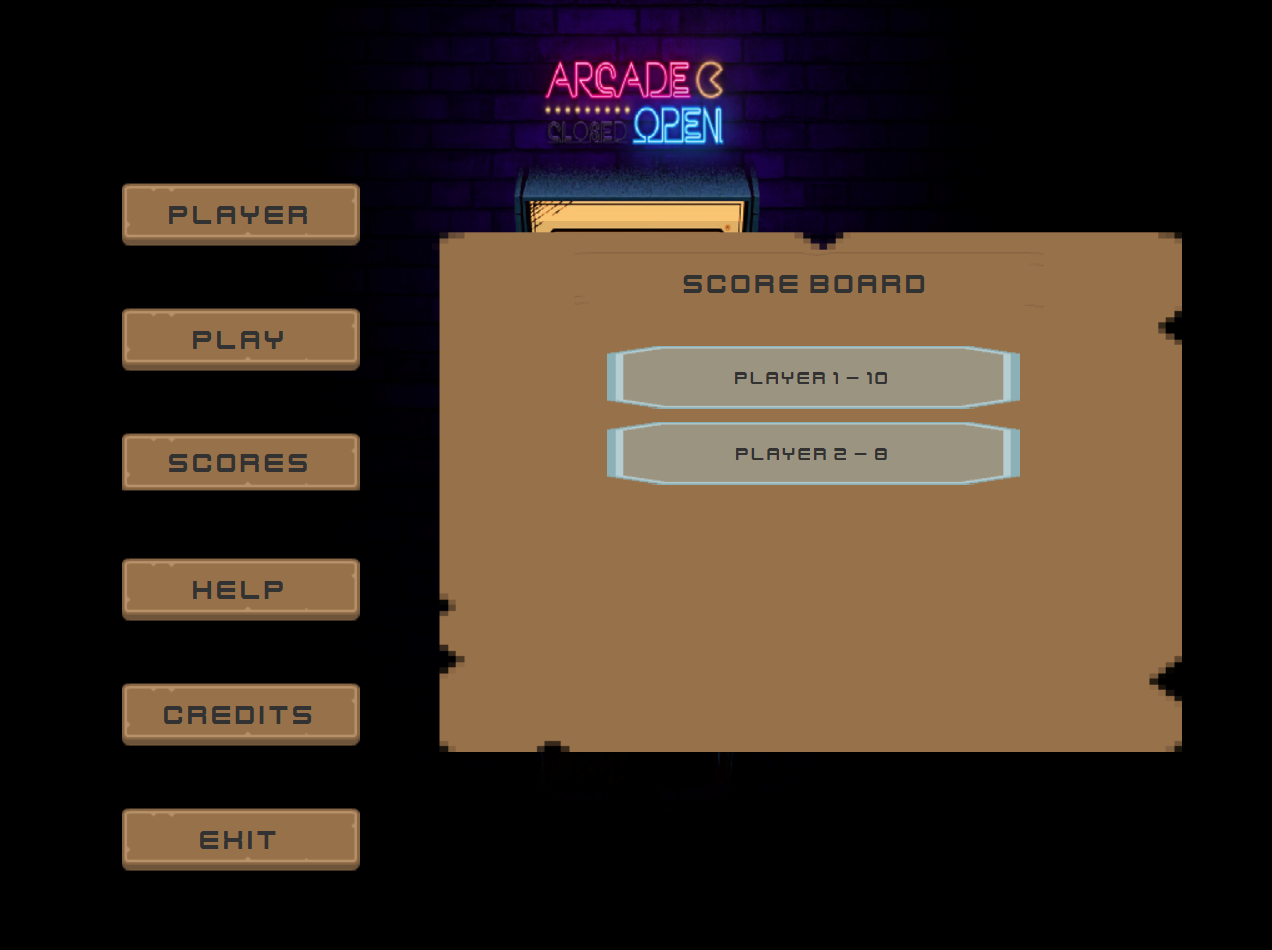 ARCADE
CLOSED OPEN
PLAYER
PLAY
SCORES
HELP
CREDITS
EXIT
SCORE BOARD
PLAYER 1 – 10
PLAYER 2 – 8